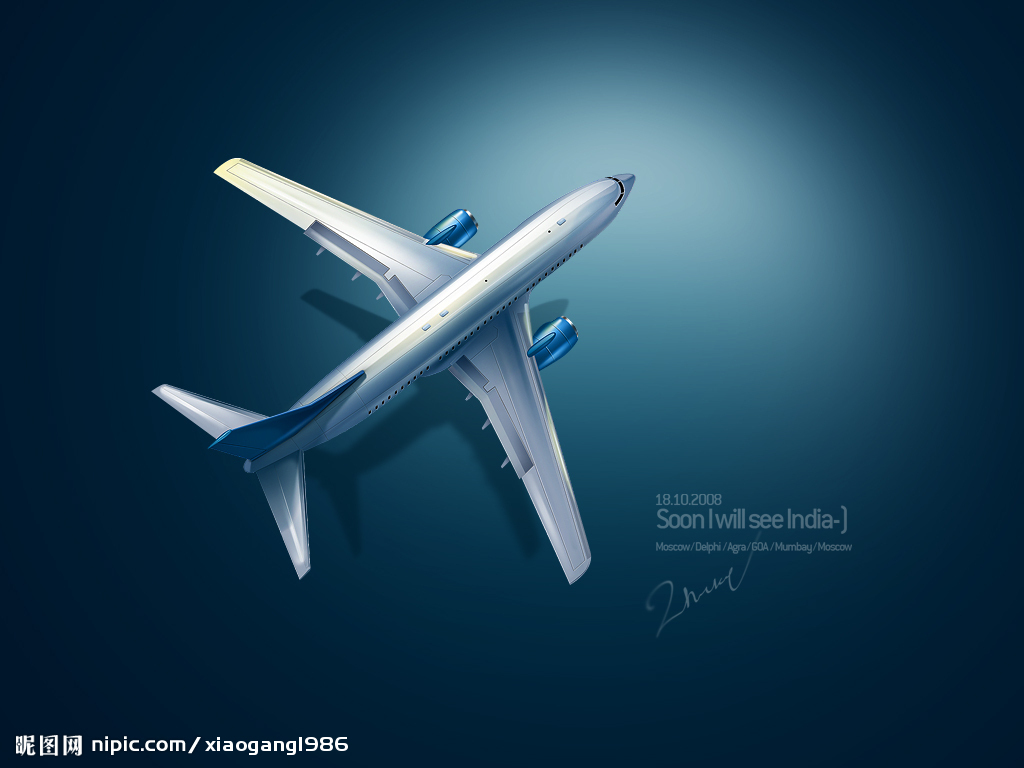 18.10.2008
Soon I will see India-)
Moscow/Delphi/Agra/GOA/Mumbay/Moscow
昵图网 nipic.com/xiaogang1986